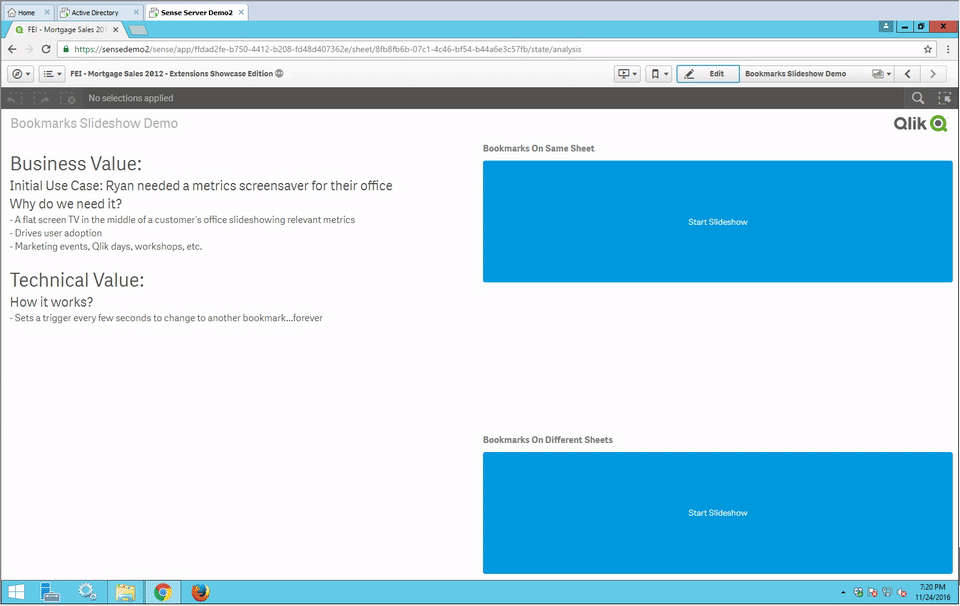 Home
Active Directory
Sense Server Demo2
FEI - Mortgage Sales 201
https://sensedemo2/sense/app/ffdad2fe-b750-4412-b208-fd48d407362e/sheet/8fb8fb6b-07c1-4c46-bf54-b44a6e3c57fb/state/analysis
FEI - Mortgage Sales 2012 - Extensions Showcase Edition
Edit
Bookmarks Slideshow Demo
No selections applied
Bookmarks Slideshow Demo
Qlik
Business Value:
Initial Use Case: Ryan needed a metrics screensaver for their office
Why do we need it?
- A flat screen TV in the middle of a customer's office slideshowing relevant metrics
- Drives user adoption
- Marketing events, Qlik days, workshops, etc.
Technical Value:
How it works?
- Sets a trigger every few seconds to change to another bookmark...forever
Bookmarks On Same Sheet
Start Slideshow
Bookmarks On Different Sheets
Start Slideshow
7:20 PM
11/24/2016